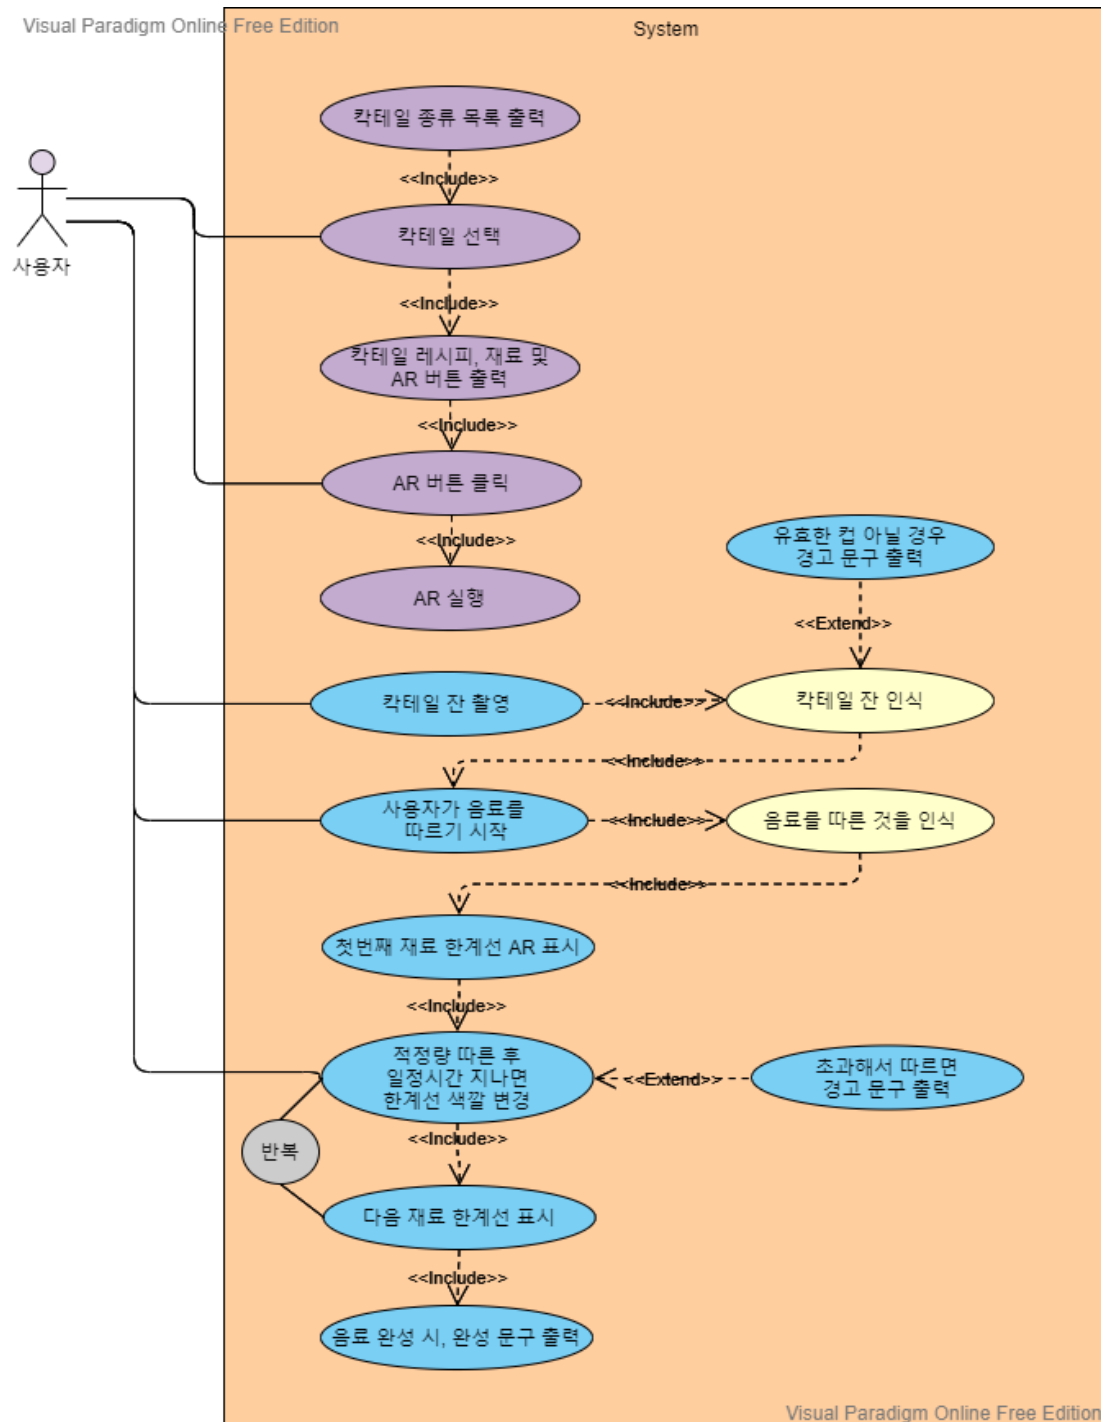 Visual Paradigm Online Free Edition
System
칵테일 종류 목록 출력
<<Include>>
사용자
칵테일 선택
<<Include>>
칵테일 레시피, 재료 및
AR 버튼 출력
<<Include>>
AR 버튼 클릭
<<Include>>
AR 실행
유효한 컵 아닐 경우
경고 문구 출력
<<Extend>>
칵테일 잔 촬영
<<Include>>
칵테일 잔 인식
<<Include>>
사용자가 음료를
따르기 시작
<<Include>>
음료를 따른 것을 인식
<<Include>>
첫번째 재료 한계선 AR 표시
<<Include>>
적정량 따른 후
일정시간 지나면
한계선 색깔 변경
<<Extend>>
초과해서 따르면
경고 문구 출력
<<Include>>
반복
다음 재료 한계선 표시
<<Include>>
음료 완성 시, 완성 문구 출력
Visual Paradigm Online Free Edition